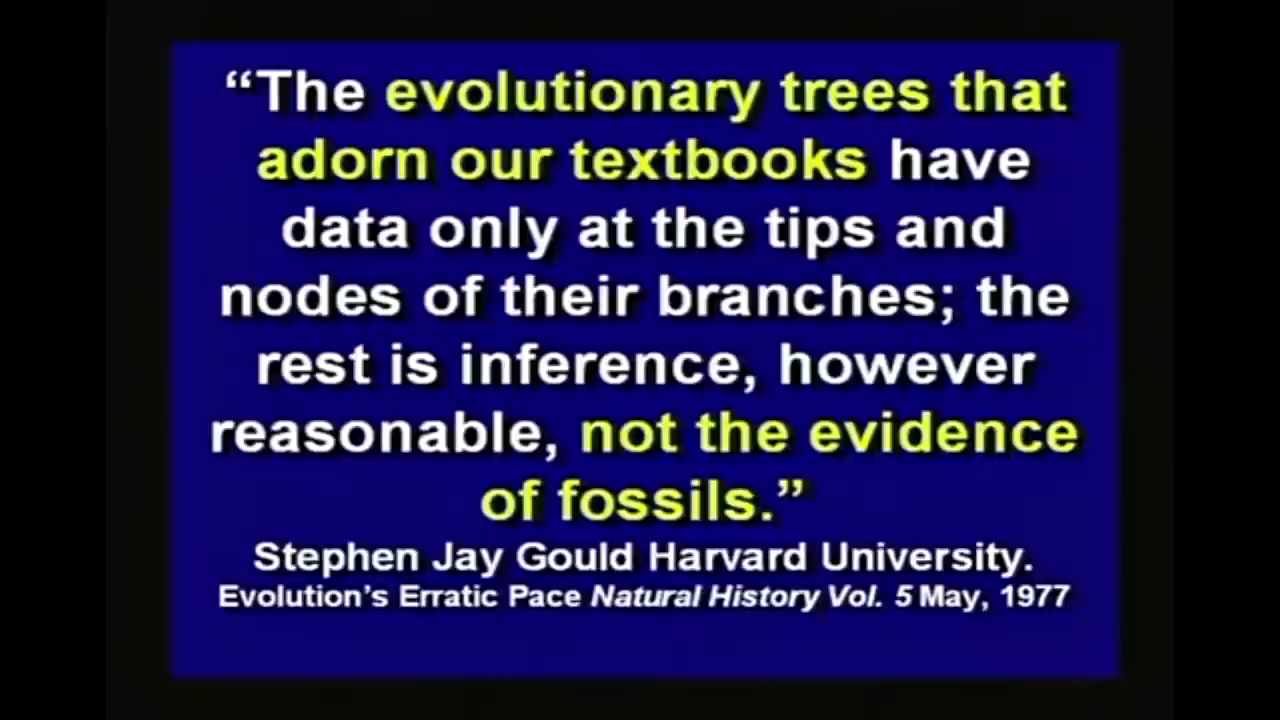 “The evolutionary trees that
adorn our textbooks have
data only at the tips and
nodes of their branches; the
rest is inference, however
reasonable, not the evidence
of fossils.”
Stephen Jay Gould Harvard University.
Evolution’s Erratic Pace Natural History Vol. 5 May, 1977